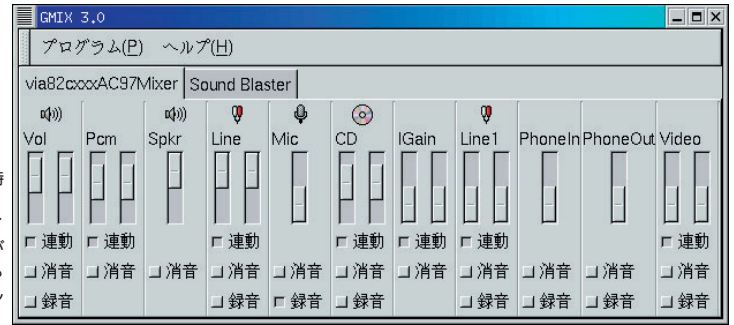 GMIX 3.0
プログラム(P) ヘルプ(H)
via82cxxxAC97Mixer Sound Blaster
Vol Pcm Spkr Line Mic CD IGain Line1 PhoneIn PhoneOut Video
連動 連動 連動 連動 連動 連動 連動
消音 消音 消音 消音 消音 消音 消音 消音 消音 消音 消音
録音 録音 録音 録音 録音 録音 録音